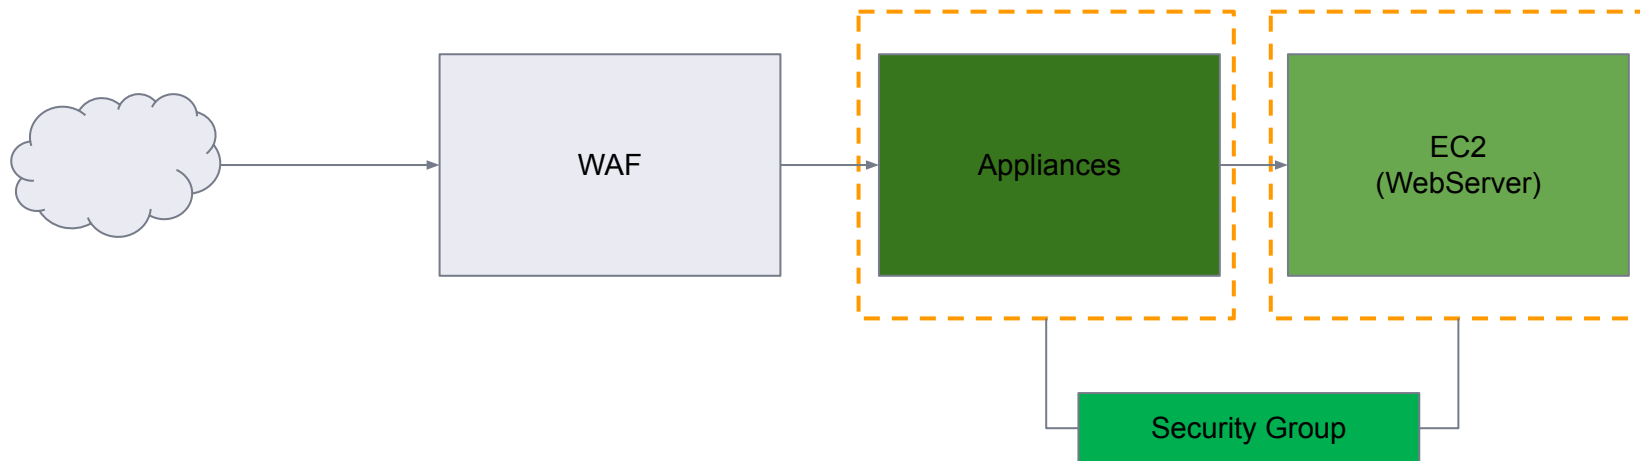 WAF
Appliances
EC2
(WebServer)
Security Group